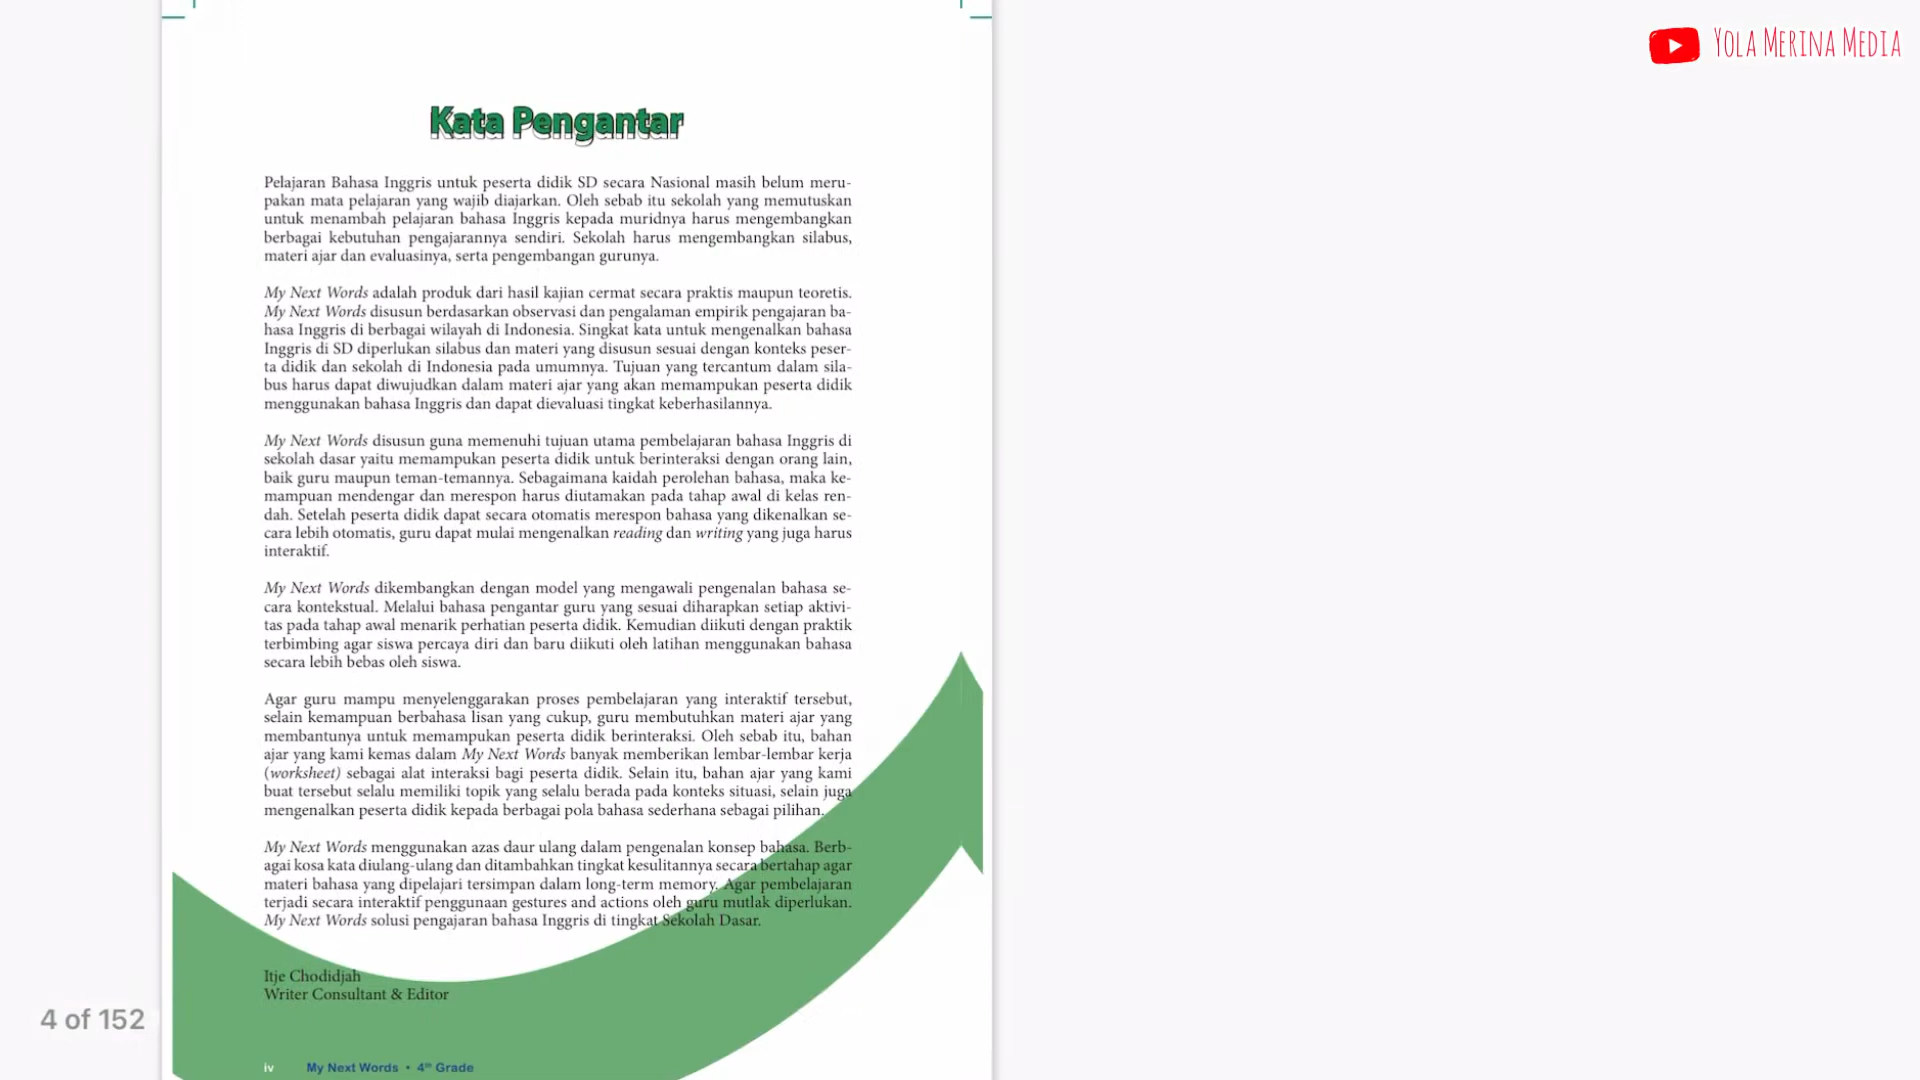 YOLA MERINA MEDIA
Kata Pengantar
Pelajaran Bahasa Inggris untuk peserta didik SD secara Nasional masih belum meru-
pakan mata pelajaran yang wajib diajarkan. Oleh sebab itu sekolah yang memutuskan
untuk menambah pelajaran bahasa Inggris kepada muridnya harus mengembangkan
berbagai kebutuhan pengajarannya sendiri. Sekolah harus mengembangkan silabus,
materi ajar dan evaluasinya, serta pengembangan gurunya.
My Next Words adalah produk dari hasil kajian cermat secara praktis maupun teoretis.
My Next Words disusun berdasarkan observasi dan pengalaman empirik pengajaran ba-
hasa Inggris di berbagai wilayah di Indonesia. Singkat kata untuk mengenalkan bahasa
Inggris di SD diperlukan silabus dan materi yang disusun sesuai dengan konteks peser-
ta didik dan sekolah di Indonesia pada umumnya. Tujuan yang tercantum dalam sila-
bus harus dapat diwujudkan dalam materi ajar yang akan memampukan peserta didik
menggunakan bahasa Inggris dan dapat dievaluasi tingkat keberhasilannya.
My Next Words disusun guna memenuhi tujuan utama pembelajaran bahasa Inggris di
sekolah dasar yaitu memampukan peserta didik untuk berinteraksi dengan orang lain,
baik guru maupun teman-temannya. Sebagaimana kaidah perolehan bahasa, maka ke-
mampuan mendengar dan merespon harus diutamakan pada tahap awal di kelas ren-
dah. Setelah peserta didik dapat secara otomatis merespon bahasa yang dikenalkan se-
cara lebih otomatis, guru dapat mulai mengenalkan reading dan writing yang juga harus
interaktif.
My Next Words dikembangkan dengan model yang mengawali pengenalan bahasa se-
cara kontekstual. Melalui bahasa pengantar guru yang sesuai diharapkan setiap aktivi-
tas pada tahap awal menarik perhatian peserta didik. Kemudian diikuti dengan praktik
terbimbing agar siswa percaya diri dan baru diikuti oleh latihan menggunakan bahasa
secara lebih bebas oleh siswa.
Agar guru mampu menyelenggarakan proses pembelajaran yang interaktif tersebut,
selain kemampuan berbahasa lisan yang cukup, guru membutuhkan materi ajar yang
membantunya untuk memampukan peserta didik berinteraksi. Oleh sebab itu, bahan
ajar yang kami kemas dalam My Next Words banyak memberikan lembar-lembar kerja
(worksheet) sebagai alat interaksi bagi peserta didik. Selain itu, bahan ajar yang kami
buat tersebut selalu memiliki topik yang selalu berada pada konteks situasi, selain juga
mengenalkan peserta didik kepada berbagai pola bahasa sederhana sebagai pilihan.
My Next Words menggunakan azas daur ulang dalam pengenalan konsep bahasa. Berb-
agai kosa kata diulang-ulang dan ditambahkan tingkat kesulitannya secara bertahap agar
materi bahasa yang dipelajari tersimpan dalam long-term memory. Agar pembelajaran
terjadi secara interaktif penggunaan gestures and actions oleh guru mutlak diperlukan.
My Next Words solusi pengajaran bahasa Inggris di tingkat Sekolah Dasar.
Itje Chodidjah
Writer Consultant & Editor
4 of 152
iv My Next Words • 4th Grade